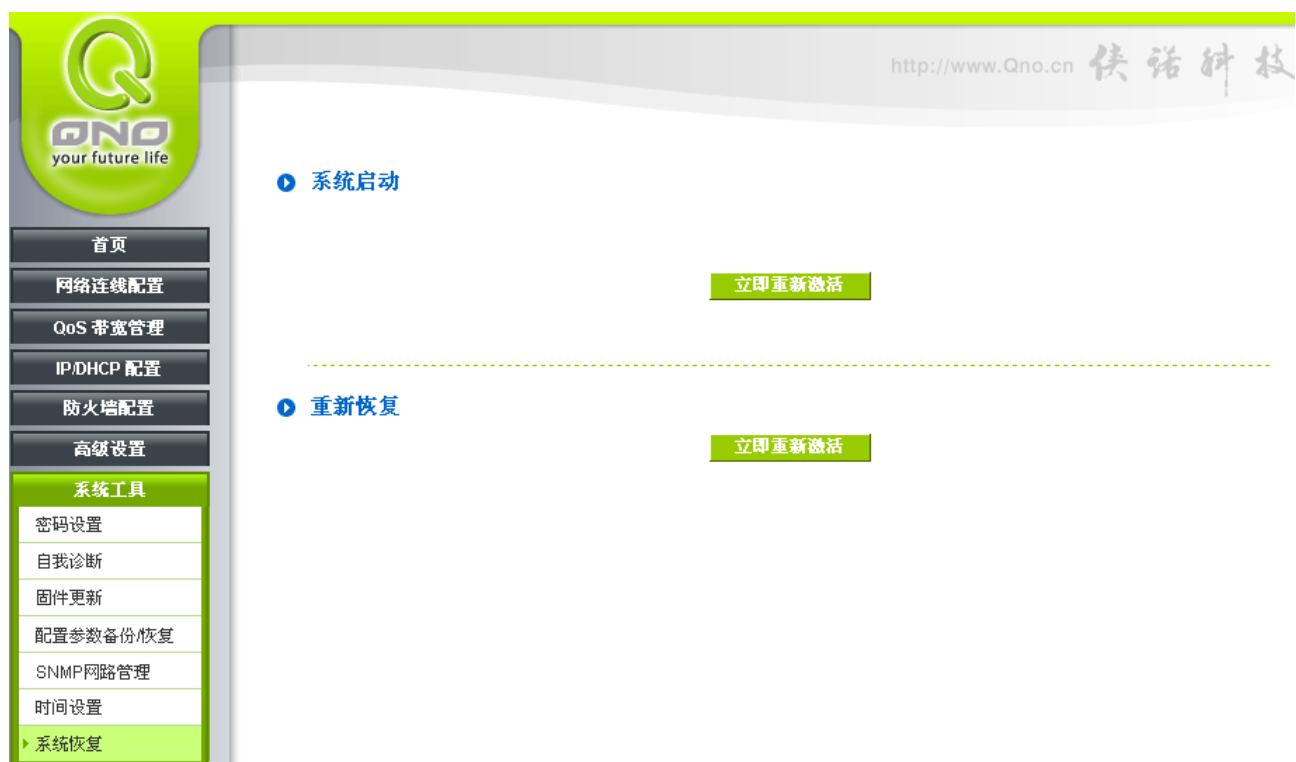 http://www.Qno.cn 侠诺科技
QNO
your future life
首页
网络连线配置
QoS 带宽管理
IP/DHCP 配置
防火墙配置
高级设置
系统工具
密码设置
自我诊断
固件更新
配置参数备份/恢复
SNMP网路管理
时间设置
系统恢复
系统启动
立即重新激活
重新恢复
立即重新激活